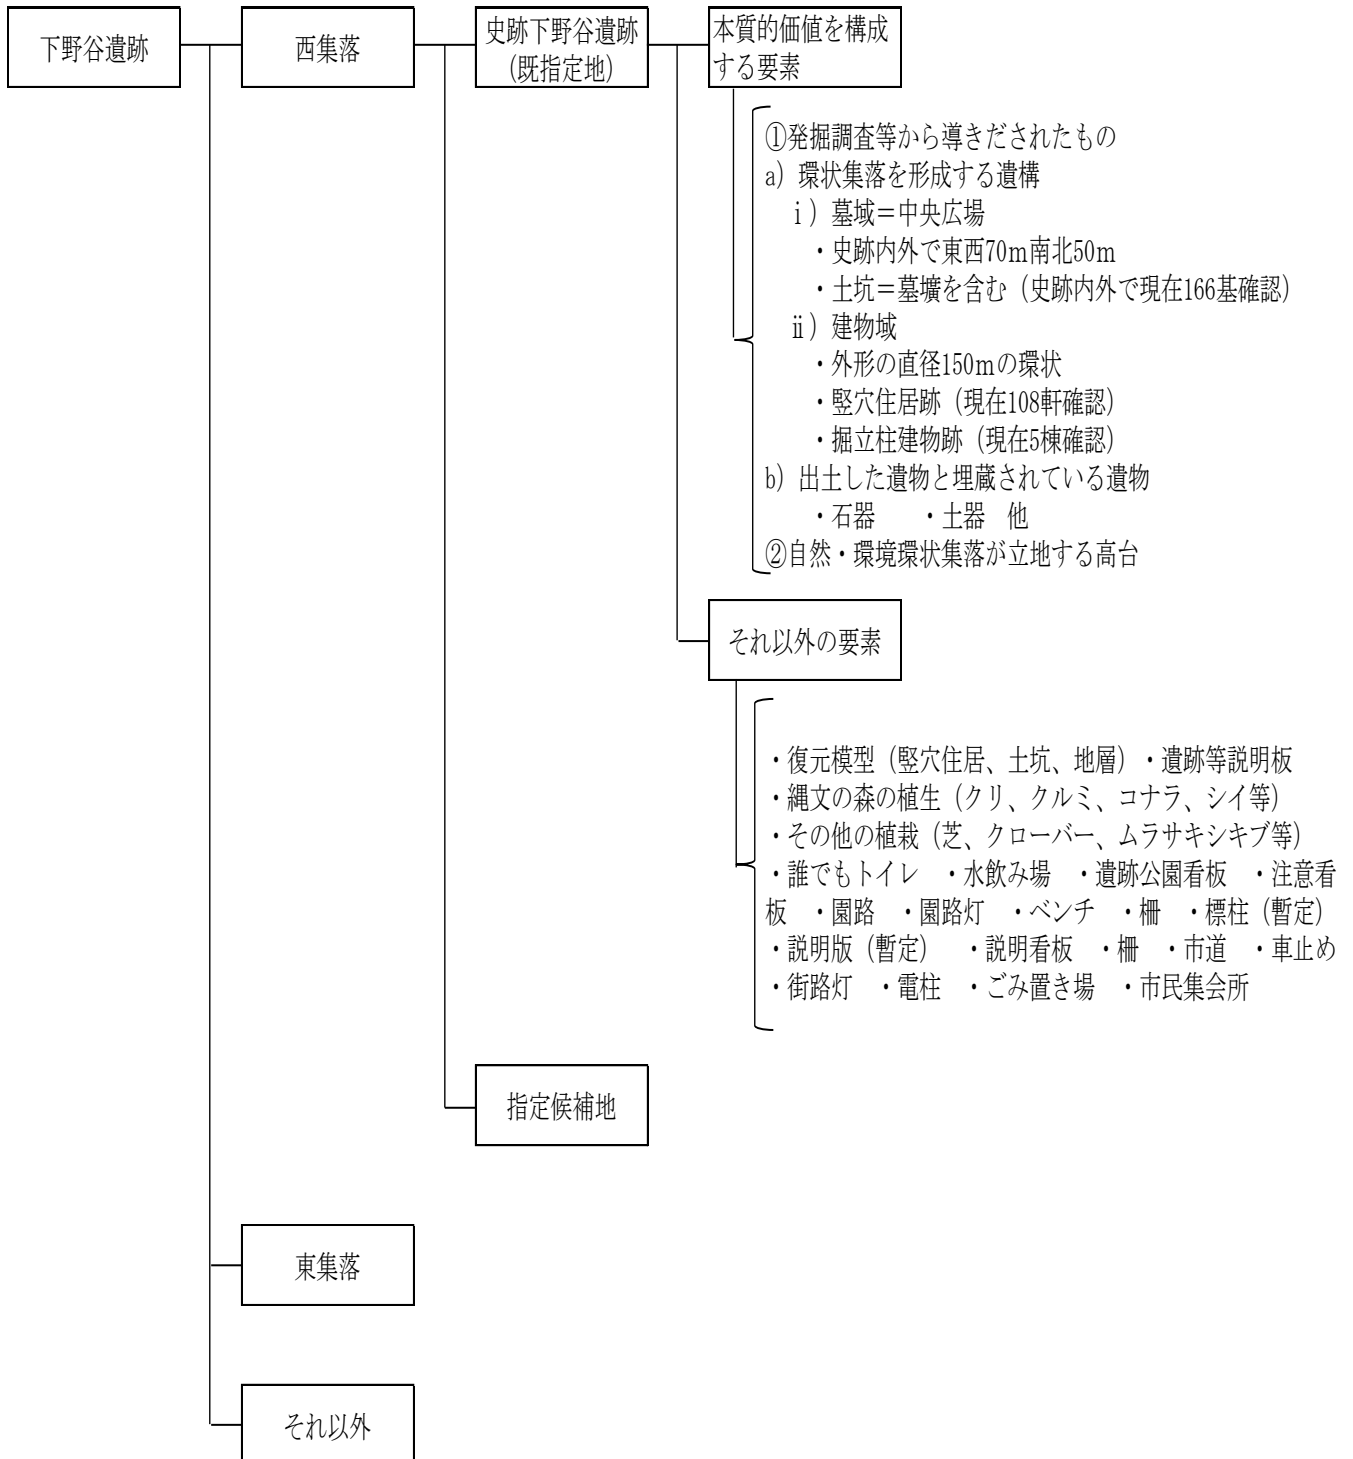 下野谷遺跡
西集落
史跡下野谷遺跡
(既指定地)
本質的価値を構成
する要素
①発掘調査等から導きだされたもの
a）環状集落を形成する遺構
ⅰ）墓域＝中央広場
・史跡内外で東西70ｍ南北50ｍ
・土坑＝墓壙を含む（史跡内外で現在166基確認）
ⅱ）建物域
・外形の直径150ｍの環状
・竪穴住居跡（現在108軒確認）
・掘立柱建物跡（現在5棟確認）
b）出土した遺物と埋蔵されている遺物
・石器　　・土器　他
②自然・環境環状集落が立地する高台
それ以外の要素
・復元模型（竪穴住居、土坑、地層）・遺跡等説明板
・縄文の森の植生（クリ、クルミ、コナラ、シイ等）
・その他の植栽（芝、クローバー、ムラサキシキブ等）
・誰でもトイレ　・水飲み場　・遺跡公園看板　・注意看
板　・園路　・園路灯　・ベンチ　・柵　・標柱（暫定）
・説明版（暫定）　・説明看板　・柵　・市道　・車止め
・街路灯　・電柱　・ごみ置き場　・市民集会所
指定候補地
東集落
それ以外